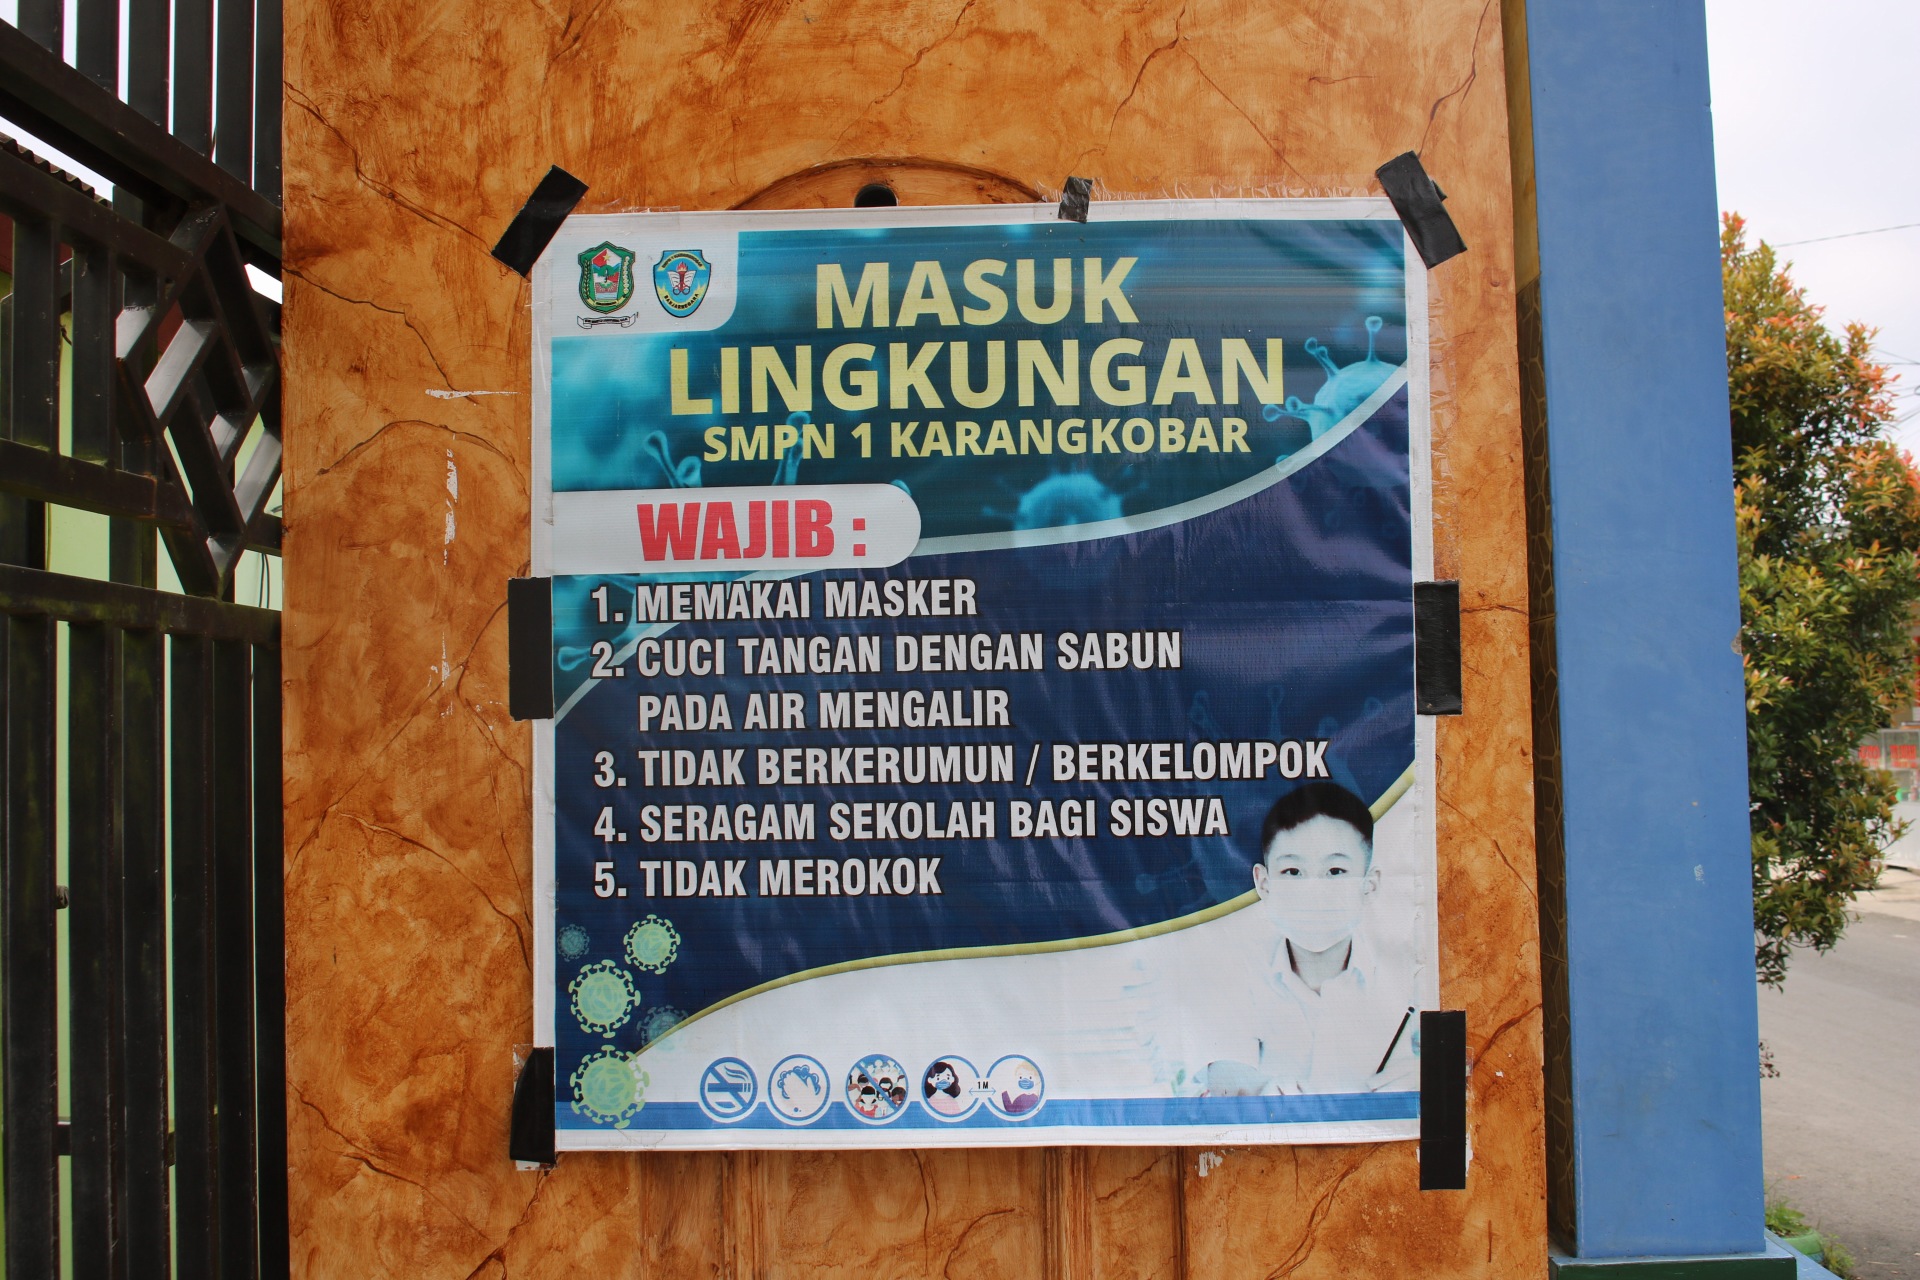 MASUK
LINGKUNGAN
SMPN 1 KARANGKOBAR
WAJIB :
1. MEMAKAI MASKER
2. CUCI TANGAN DENGAN SABUN
PADA AIR MENGALIR
3. TIDAK BERKERUMUN / BERKELOMPOK
4. SERAGAM SEKOLAH BAGI SISWA
5. TIDAK MEROKOK
1 M